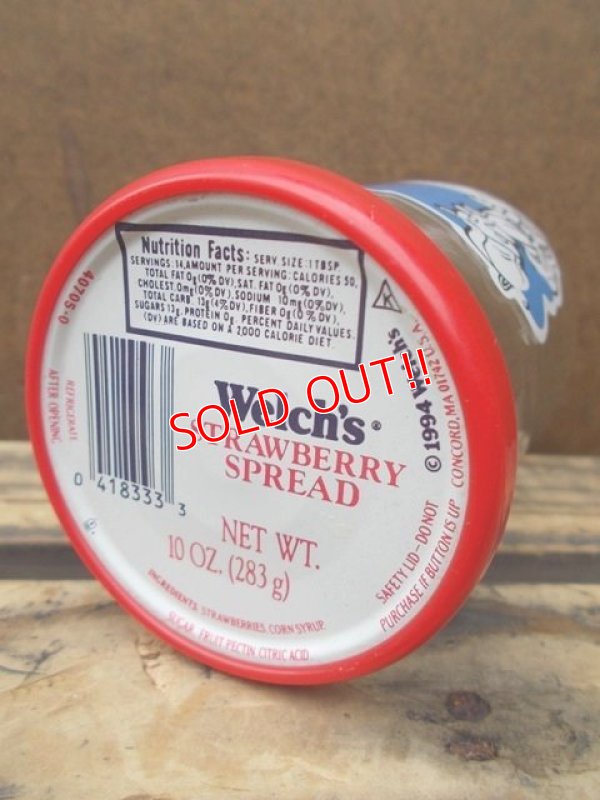 Nutrition Facts: SERV SIZE: 1 TBSP
SERVINGS: 14, AMOUNT PER SERVING: CALORIES 50,
TOTAL FAT 0g (0% DV), SAT. FAT 0g (0% DV),
CHOLEST. 0mg (0% DV), SODIUM 10mg (0% DV),
TOTAL CARB. 13g (4% DV), FIBER 0g (0% DV),
SUGARS 13g, PROTEIN 0g. PERCENT DAILY VALUES.
(DV) ARE BASED ON A 2,000 CALORIE DIET.
K
40705-0
REFRIGERATE
AFTER OPENING
0 418333 3
Welch's®
STRAWBERRY
SPREAD
NET WT.
10 OZ. (283 g)
SOLD OUT!!
© 1994 Welch's
CONCORD, MA 01742 U.S.A.
SAFETY LID - DO NOT
PURCHASE IF BUTTON IS UP
INGREDIENTS: STRAWBERRIES, CORN SYRUP,
SUGAR, FRUIT PECTIN, CITRIC ACID